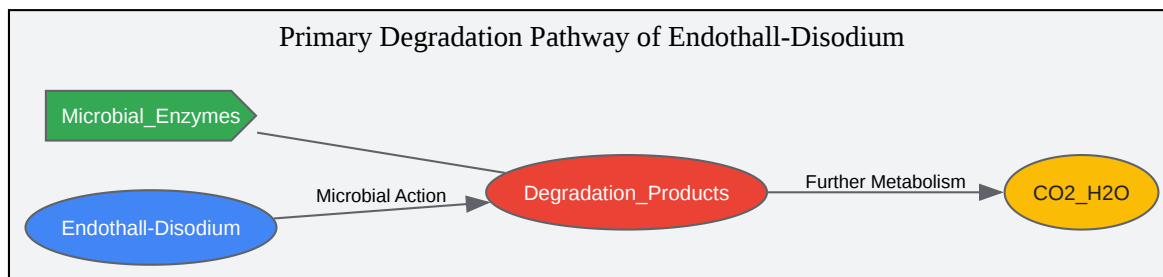 Primary Degradation Pathway of Endothall-Disodium
Microbial_Enzymes
Endothall-Disodium
Microbial Action
Degradation_Products
Further Metabolism
CO2_H2O